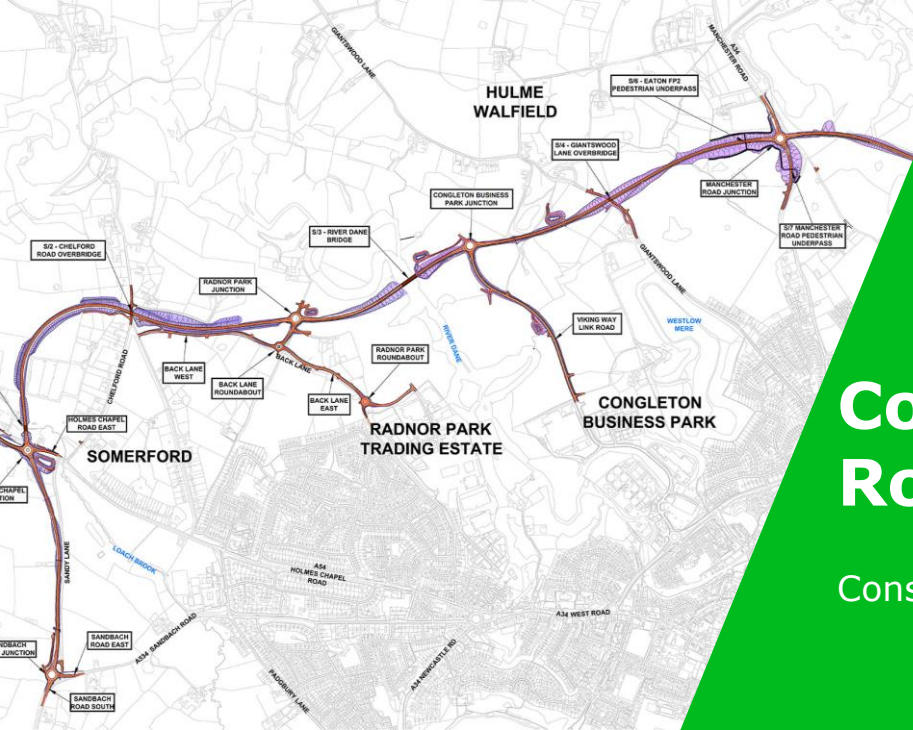 GIANTSWOOD
LANE
A34
MANCHESTER
ROAD
HULME
WALFIELD
S/6 - EATON FP2
PEDESTRIAN UNDERPASS
S/4 - GIANTSWOOD
LANE OVERBRIDGE
MANCHESTER
ROAD JUNCTION
CONGLETON BUSINESS
PARK JUNCTION
S/3 - RIVER DANE
BRIDGE
S/7 MANCHESTER
ROAD PEDESTRIAN
UNDERPASS
S/2 - CHELFORD
ROAD OVERBRIDGE
RADNOR PARK
JUNCTION
GIANTSWOOD LANE
WESTLOW
MERE
VIKING WAY
LINK ROAD
RIVER DANE
RADNOR PARK
ROUNDABOUT
BACK LANE
BACK LANE
WEST
BACK LANE
ROUNDABOUT
BACK LANE
EAST
CHELFORD ROAD
CONGLETON
BUSINESS PARK
Co
Ro
Cons
HOLMES CHAPEL
ROAD EAST
RADNOR PARK
TRADING ESTATE
SOMERFORD
CHAPEL
TION
LOACH BROOK
SANDY LANE
A54
HOLMES CHAPEL
ROAD
A34 WEST ROAD
A534 SANDBACH ROAD
A34 NEWCASTLE RD
NDBACH
JUNCTION
SANDBACH
ROAD EAST
PADGBURY LANE
SANDBACH
ROAD SOUTH